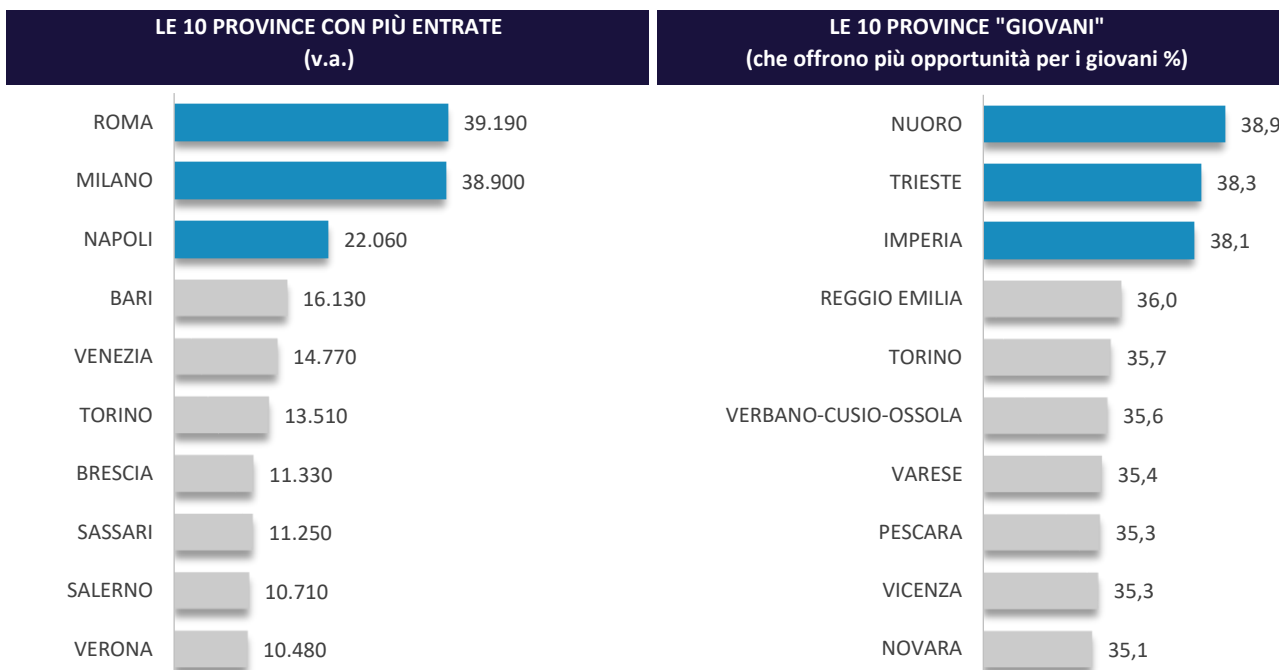 LE 10 PROVINCE CON PIÙ ENTRATE
(v.a.)
ROMA 39.190
MILANO 38.900
NAPOLI 22.060
BARI 16.130
VENEZIA 14.770
TORINO 13.510
BRESCIA 11.330
SASSARI 11.250
SALERNO 10.710
VERONA 10.480
LE 10 PROVINCE "GIOVANI"
(che offrono più opportunità per i giovani %)
NUORO 38,9
TRIESTE 38,3
IMPERIA 38,1
REGGIO EMILIA 36,0
TORINO 35,7
VERBANO-CUSIO-OSSOLA 35,6
VARESE 35,4
PESCARA 35,3
VICENZA 35,3
NOVARA 35,1